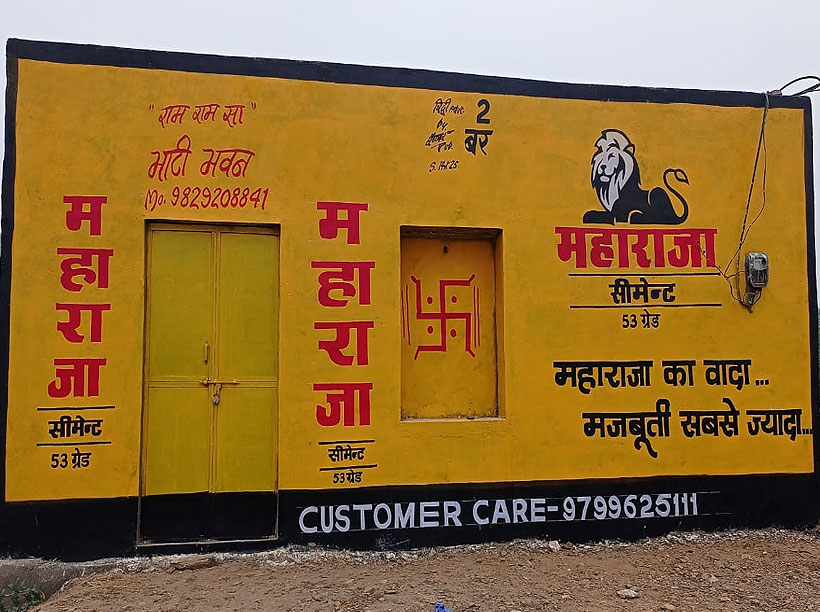 "राम राम सा"
भाटी भवन
Mo. 9829208841
म
हा
रा
जा
सीमेन्ट
53 ग्रेड
म
हा
रा
जा
सीमेन्ट
53 ग्रेड
2
बर
महाराजा
सीमेन्ट
53 ग्रेड
महाराजा का वादा...
मजबूती सबसे ज्यादा...
CUSTOMER CARE-9799625111